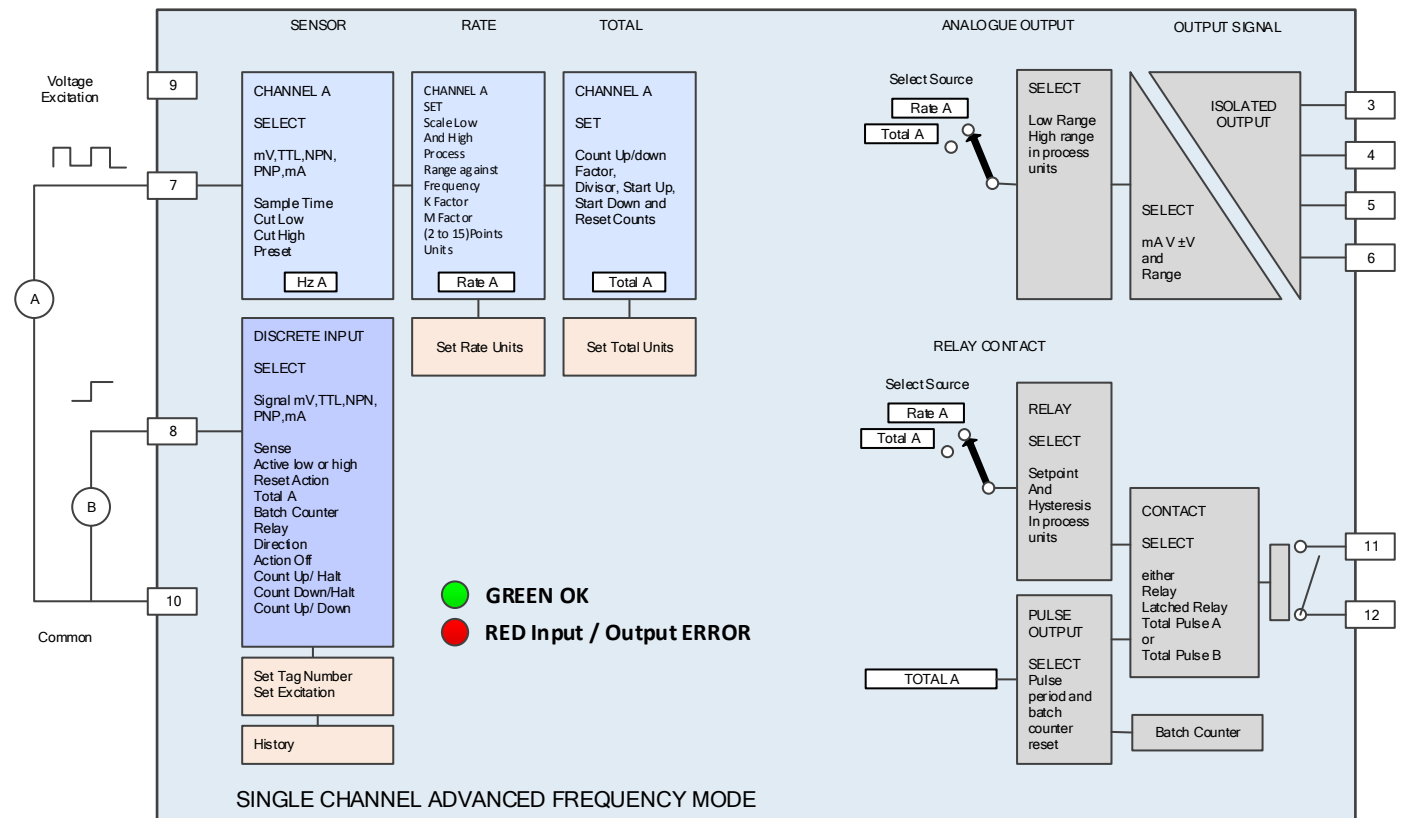 SENSOR
RATE
TOTAL
ANALOGUE OUTPUT
OUTPUT SIGNAL
Voltage
Excitation
9
7
A
8
B
10
Common
CHANNEL A
SELECT
mV,TTL,NPN,
PNP,mA
Sample Time
Cut Low
Cut High
Preset
Hz A
CHANNEL A
SET
Scale Low
And High
Process
Range against
Frequency
K Factor
M Factor
(2 to 15)Points
Units
Rate A
CHANNEL A
SET
Count Up/down
Factor,
Divisor, Start Up,
Start Down and
Reset Counts
Total A
Set Rate Units
Set Total Units
DISCRETE INPUT
SELECT
Signal mV,TTL,NPN,
PNP,mA
Sense
Active low or high
Reset Action
Total A
Batch Counter
Relay
Direction
Action Off
Count Up/ Halt
Count Down/Halt
Count Up/ Down
Set Tag Number
Set Excitation
History
GREEN OK
RED Input / Output ERROR
Select Source
Rate A
Total A
SELECT
Low Range
High range
in process
units
SELECT
mA V ±V
and
Range
ISOLATED
OUTPUT
3
4
5
6
RELAY CONTACT
Select Source
Rate A
Total A
RELAY
SELECT
Setpoint
And
Hysteresis
In process
units
CONTACT
SELECT
either
Relay
Latched Relay
Total Pulse A
or
Total Pulse B
11
12
TOTAL A
PULSE
OUTPUT
SELECT
Pulse
period and
batch
counter
reset
Batch Counter
SINGLE CHANNEL ADVANCED FREQUENCY MODE